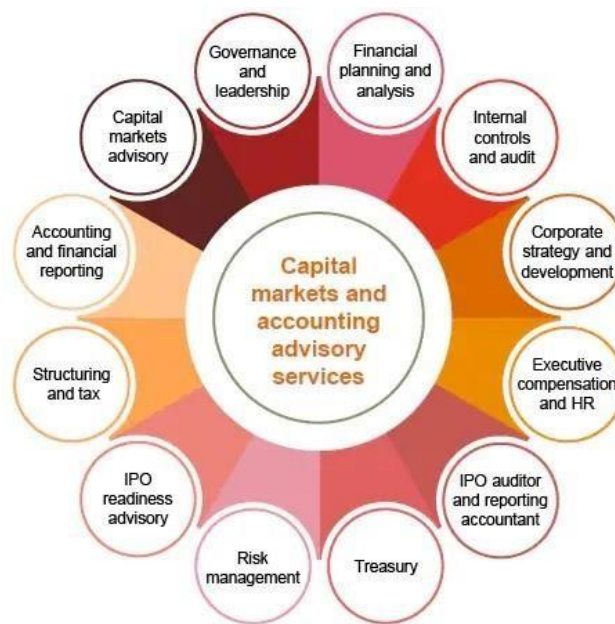 Capital
markets and
accounting
advisory
services
Governance
and
leadership
Financial
planning and
analysis
Internal
controls
and audit
Corporate
strategy and
development
Executive
compensation
and HR
IPO auditor
and reporting
accountant
Treasury
Risk
management
IPO
readiness
advisory
Structuring
and tax
Accounting
and financial
reporting
Capital
markets
advisory